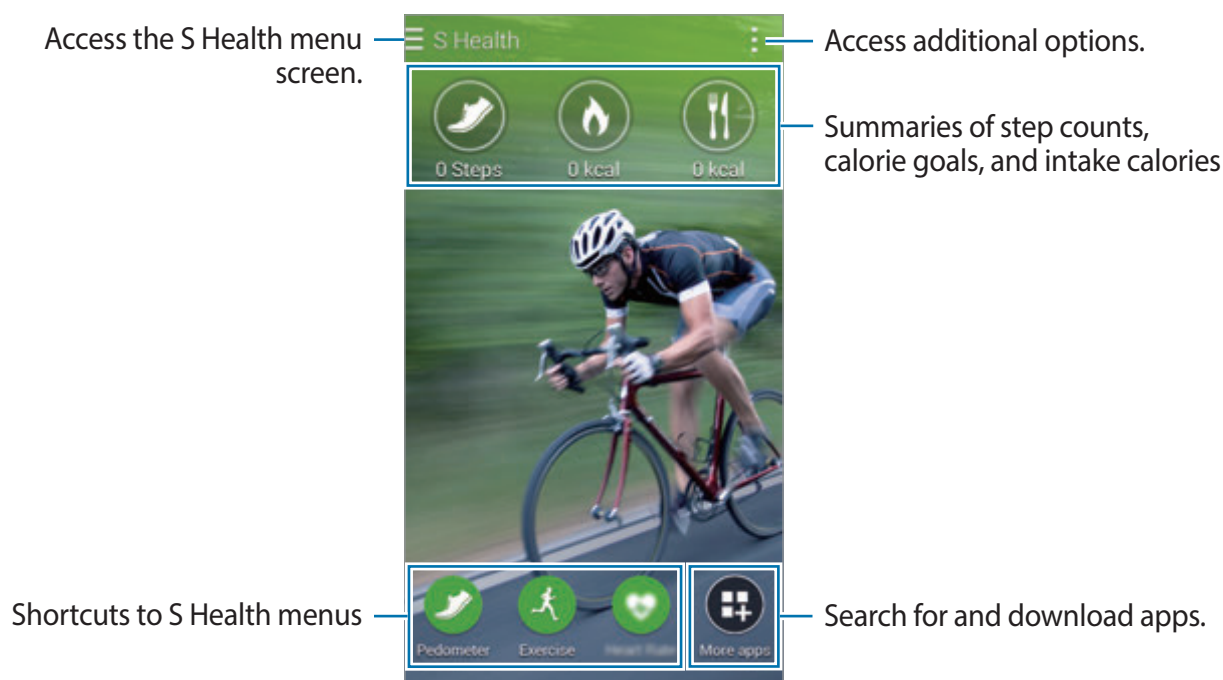 Access the S Health menu
screen.
S Health
Access additional options.
0 Steps
0 kcal
0 kcal
Summaries of step counts,
calorie goals, and intake calories
Shortcuts to S Health menus
Pedometer
Exercise
Heart Rate
More apps
Search for and download apps.